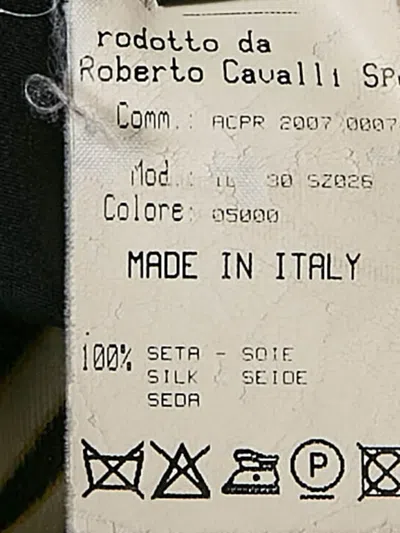 rodotto da
Roberto Cavalli SP
Comm.: ACPR 2007 0007
Mod.: 30 SZ026
Colore: 05000
MADE IN ITALY
100% SETA - SOIE
SILK SEIDE
SEDA
P